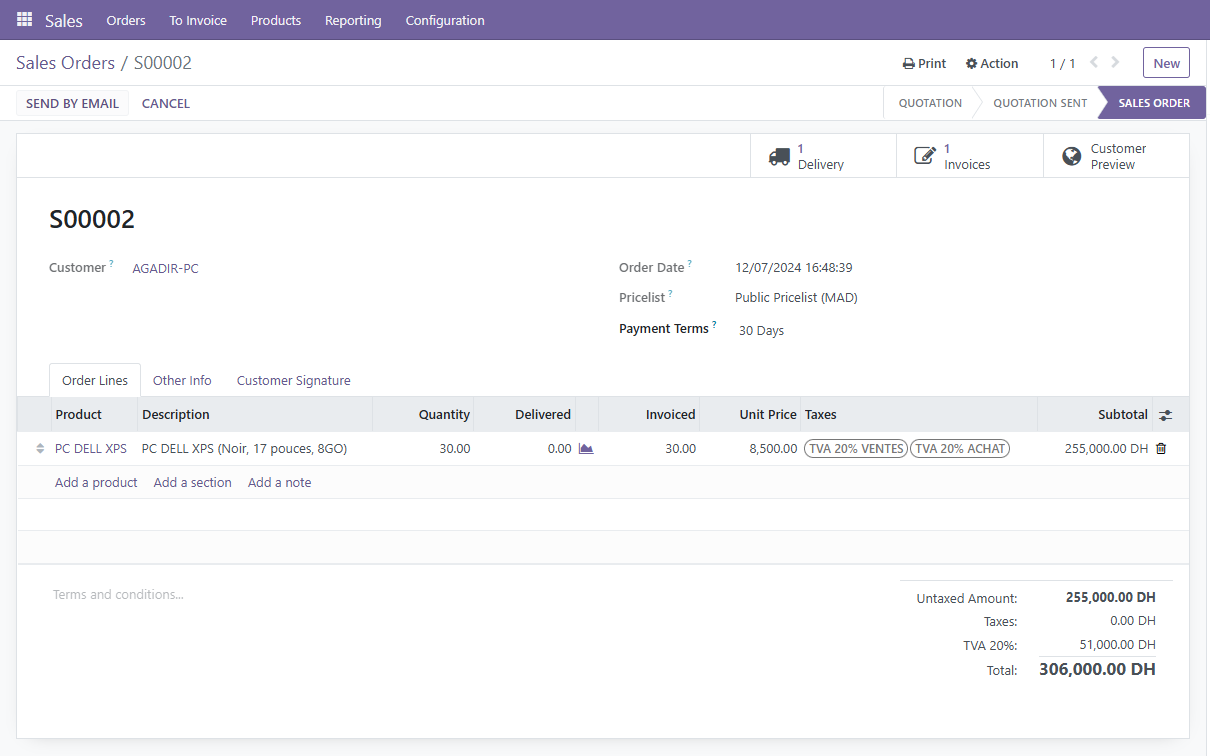 Sales Orders To Invoice Products Reporting Configuration
Sales Orders / S00002 Print Action 1 / 1 New
SEND BY EMAIL CANCEL QUOTATION QUOTATION SENT SALES ORDER
1 Delivery 1 Invoices Customer Preview
S00002
Customer ? AGADIR-PC Order Date ? 12/07/2024 16:48:39
Pricelist ? Public Pricelist (MAD)
Payment Terms ? 30 Days
Order Lines Other Info Customer Signature
Product Description Quantity Delivered Invoiced Unit Price Taxes Subtotal
PC DELL XPS PC DELL XPS (Noir, 17 pouces, 8GO) 30.00 0.00 30.00 8,500.00 TVA 20% VENTES TVA 20% ACHAT 255,000.00 DH
Add a product Add a section Add a note
Terms and conditions...
Untaxed Amount: 255,000.00 DH
Taxes: 0.00 DH
TVA 20%: 51,000.00 DH
Total: 306,000.00 DH